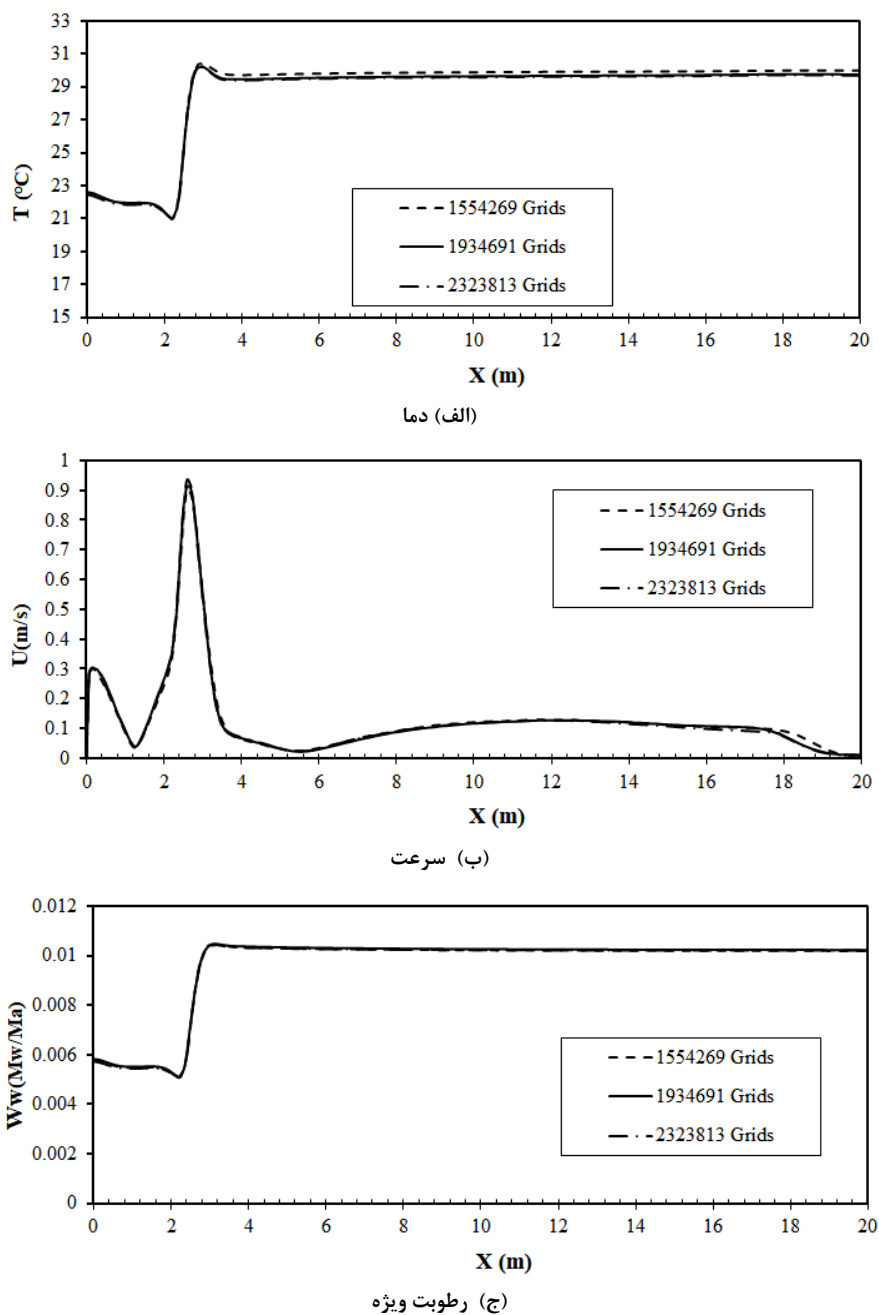 33
31
29
27
25
23
21
19
17
15
T (ºC)
1554269 Grids
1934691 Grids
2323813 Grids
0 2 4 6 8 10 12 14 16 18 20
X (m)
(الف) دما
1
0.9
0.8
0.7
0.6
0.5
0.4
0.3
0.2
0.1
0
U(m/s)
1554269 Grids
1934691 Grids
2323813 Grids
0 2 4 6 8 10 12 14 16 18 20
X (m)
(ب) سرعت
0.012
0.01
0.008
0.006
0.004
0.002
0
Ww(Mw/Ma)
1554269 Grids
1934691 Grids
2323813 Grids
0 2 4 6 8 10 12 14 16 18 20
X (m)
(ج) رطوبت ویژه